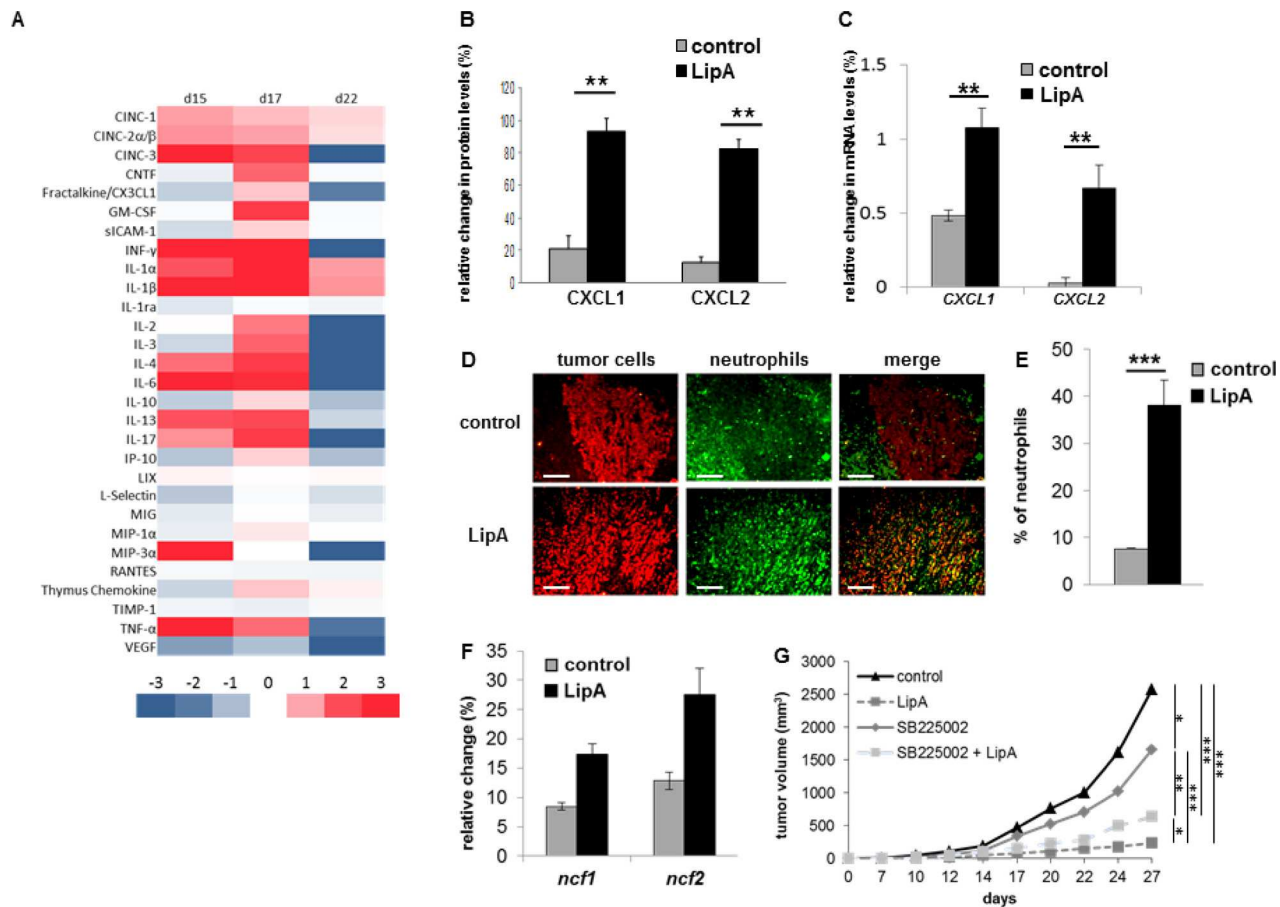 A
d15 d17 d22
CINC-1
CINC-2α/β
CINC-3
CNTF
Fractalkine/CX3CL1
GM-CSF
sICAM-1
INF-γ
IL-1α
IL-1β
IL-1ra
IL-2
IL-3
IL-4
IL-6
IL-10
IL-13
IL-17
IP-10
LIX
L-Selectin
MIG
MIP-1α
MIP-3α
RANTES
Thymus Chemokine
TIMP-1
TNF-α
VEGF
-3 -2 -1 0 1 2 3
B
control
LipA
relative change in protein levels (%)
120
100
80
60
40
20
0
**
**
CXCL1 CXCL2
C
control
LipA
relative change in mRNA levels (%)
1.5
1
0.5
0
**
**
CXCL1 CXCL2
D
tumor cells neutrophils merge
control
LipA
E
control
LipA
% of neutrophils
50
40
30
20
10
0
***
F
control
LipA
relative change (%)
35
30
25
20
15
10
5
0
ncf1 ncf2
G
control
LipA
SB225002
SB225002 + LipA
tumor volume (mm³)
3000
2500
2000
1500
1000
500
0
0 7 10 12 14 17 20 22 24 27
days
*
**
*
***
***
***